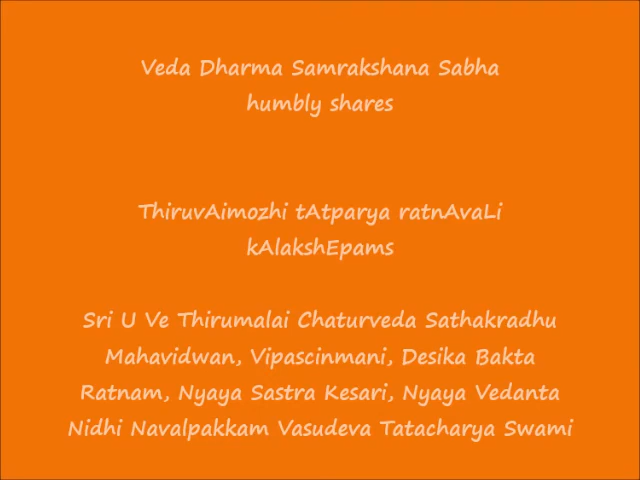 Veda Dharma Samrakshana Sabha
humbly shares
ThiruvAimozhi tAtparya ratnAvaLi
kAlakshEpams
Sri U Ve Thirumalai Chaturveda Sathakradhu
Mahavidwan, Vipascinmani, Desika Bakta
Ratnam, Nyaya Sastra Kesari, Nyaya Vedanta
Nidhi Navalpakkam Vasudeva Tatacharya Swami